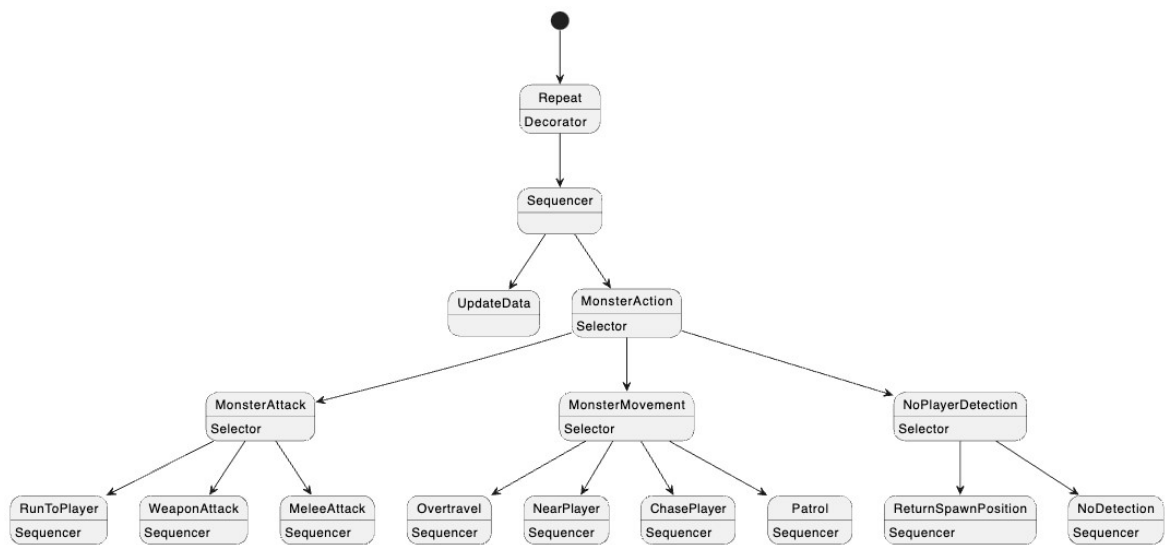 Repeat
Decorator
Sequencer
UpdateData
MonsterAction
Selector
MonsterAttack
Selector
MonsterMovement
Selector
NoPlayerDetection
Selector
RunToPlayer
Sequencer
WeaponAttack
Sequencer
MeleeAttack
Sequencer
Overtravel
Sequencer
NearPlayer
Sequencer
ChasePlayer
Sequencer
Patrol
Sequencer
ReturnSpawnPosition
Sequencer
NoDetection
Sequencer